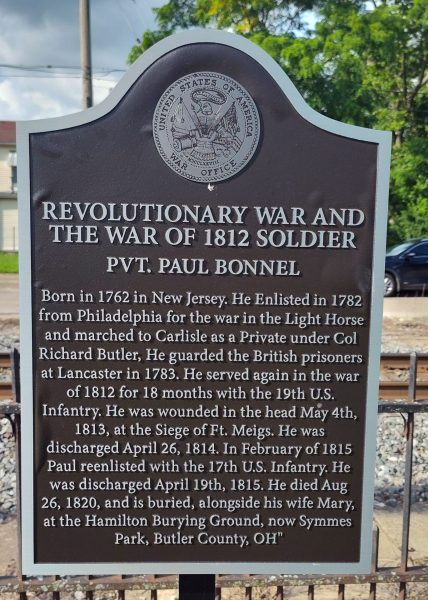 UNITED STATES OF AMERICA
WAR OFFICE
REVOLUTIONARY WAR AND
THE WAR OF 1812 SOLDIER
PVT. PAUL BONNEL
Born in 1762 in New Jersey. He Enlisted in 1782
from Philadelphia for the war in the Light Horse
and marched to Carlisle as a Private under Col
Richard Butler, He guarded the British prisoners
at Lancaster in 1783. He served again in the war
of 1812 for 18 months with the 19th U.S.
Infantry. He was wounded in the head May 4th,
1813, at the Siege of Ft. Meigs. He was
discharged April 26, 1814. In February of 1815
Paul reenlisted with the 17th U.S. Infantry. He
was discharged April 19th, 1815. He died Aug
26, 1820, and is buried, alongside his wife Mary,
at the Hamilton Burying Ground, now Symmes
Park, Butler County, OH"